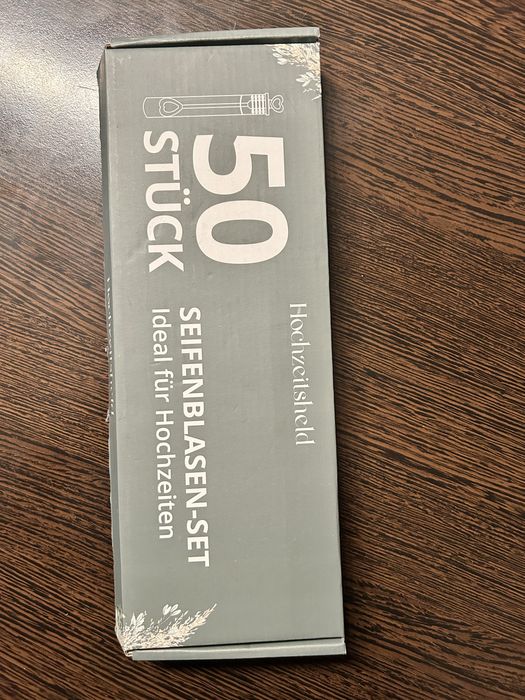 Hochzeitsheld
50
STÜCK
SEIFENBLASEN-SET
Ideal für Hochzeiten